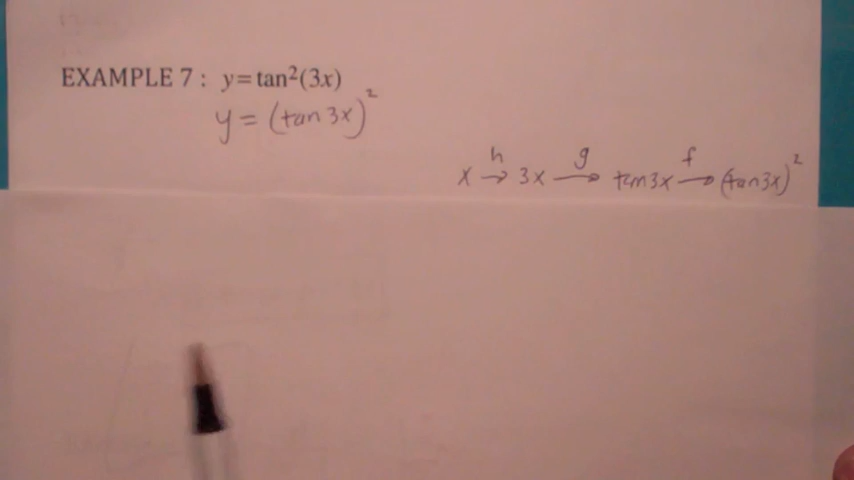 EXAMPLE 7 : y=tan²(3x)
y = (tan 3x)²
h g f
x → 3x → tan3x → (tan3x)²